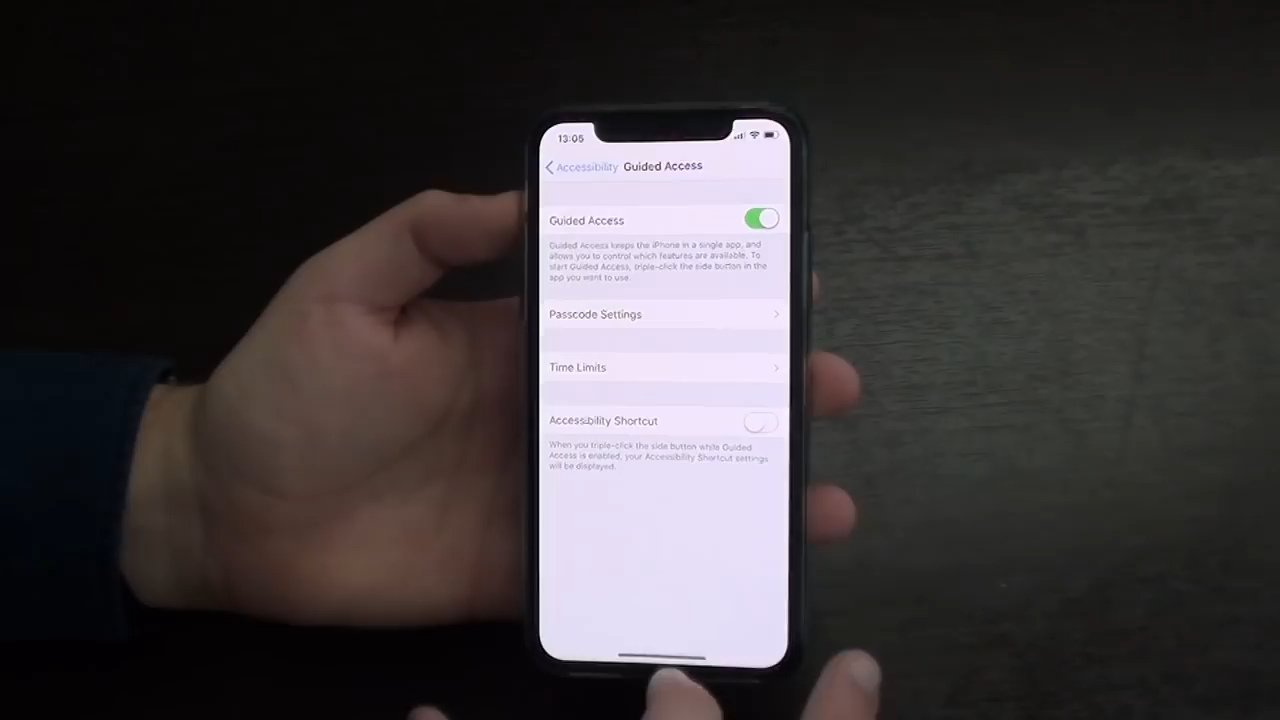 13:05
Accessibility Guided Access
Guided Access
Guided Access keeps the iPhone in a single app, and
allows you to control which features are available. To
start Guided Access, triple-click the side button in the
app you want to use.
Passcode Settings
Time Limits
Accessibility Shortcut
When you triple-click the side button while Guided
Access is enabled, your Accessibility Shortcut settings
will be displayed.